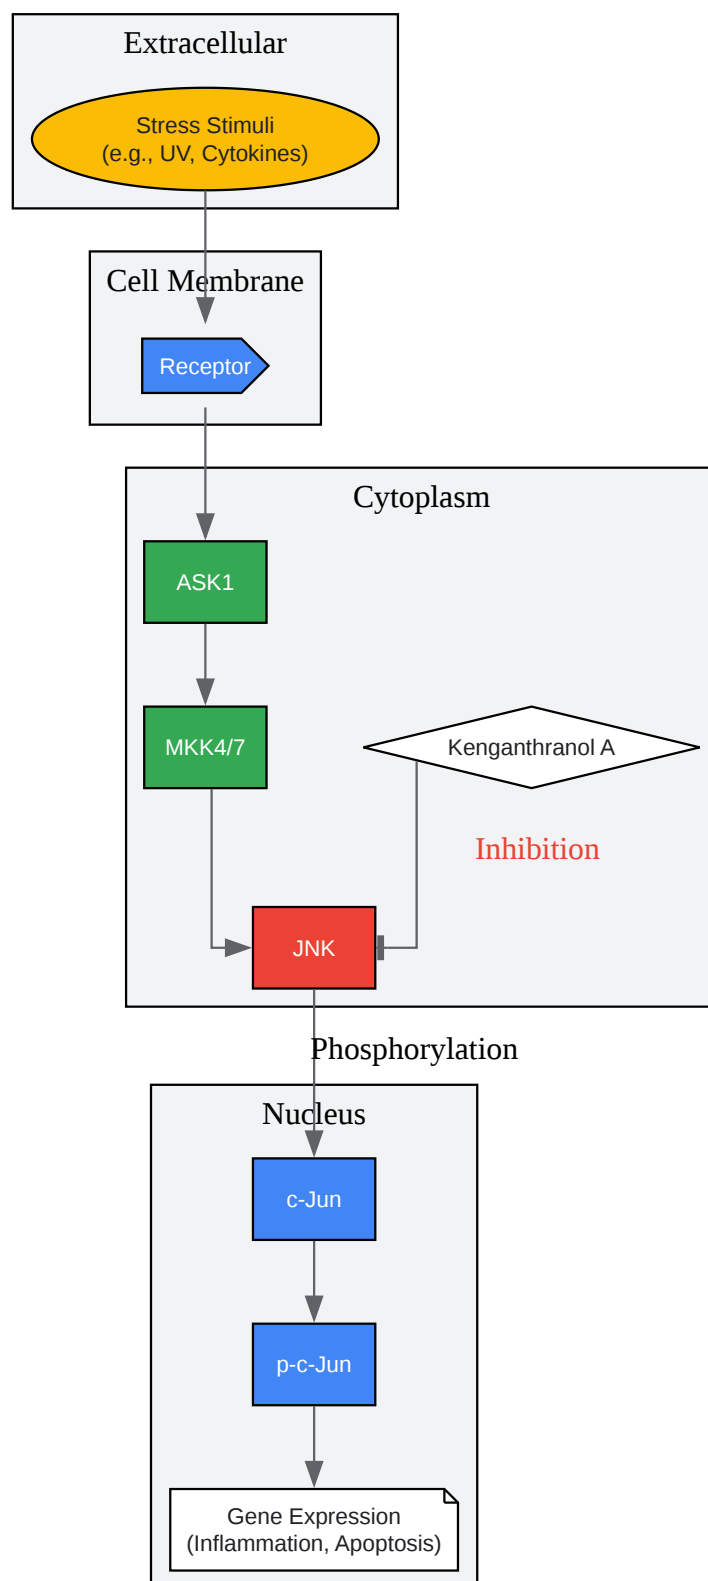 Extracellular
Stress Stimuli
(e.g., UV, Cytokines)
Cell Membrane
Receptor
Cytoplasm
ASK1
MKK4/7
Kenganthranol A
Inhibition
JNK
Phosphorylation
Nucleus
c-Jun
p-c-Jun
Gene Expression
(Inflammation, Apoptosis)